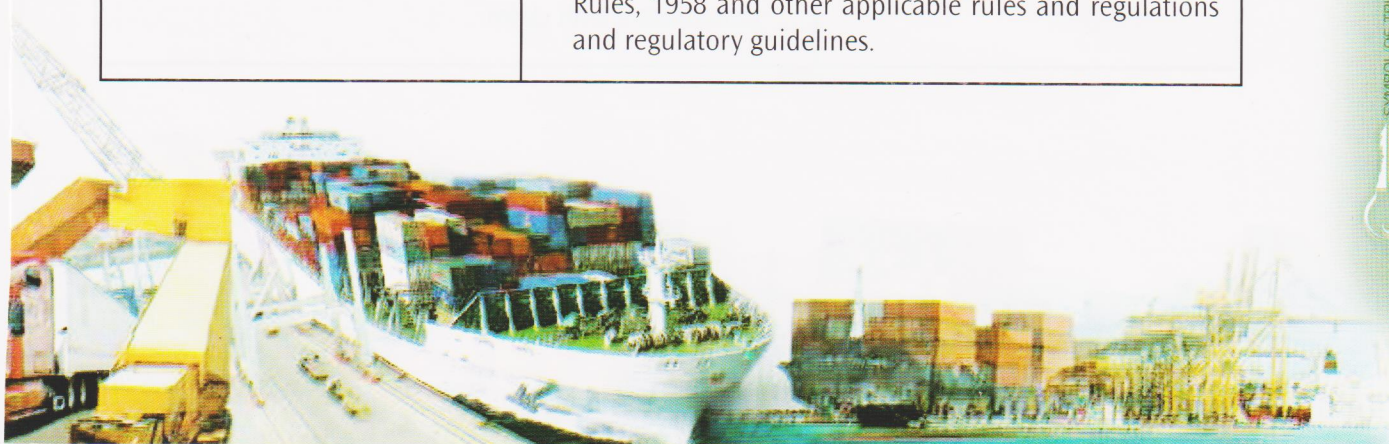 Rules, 1958 and other applicable rules and regulations
and regulatory guidelines.